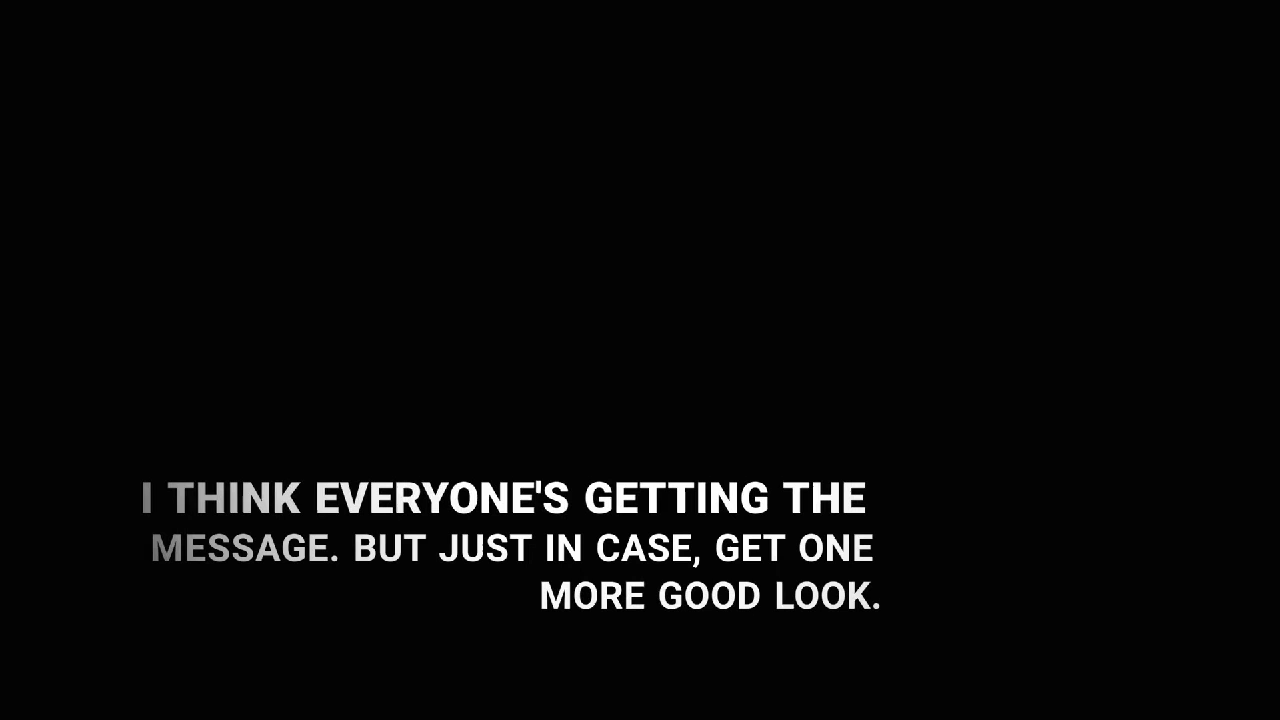 I THINK EVERYONE'S GETTING THE
MESSAGE. BUT JUST IN CASE, GET ONE
MORE GOOD LOOK.